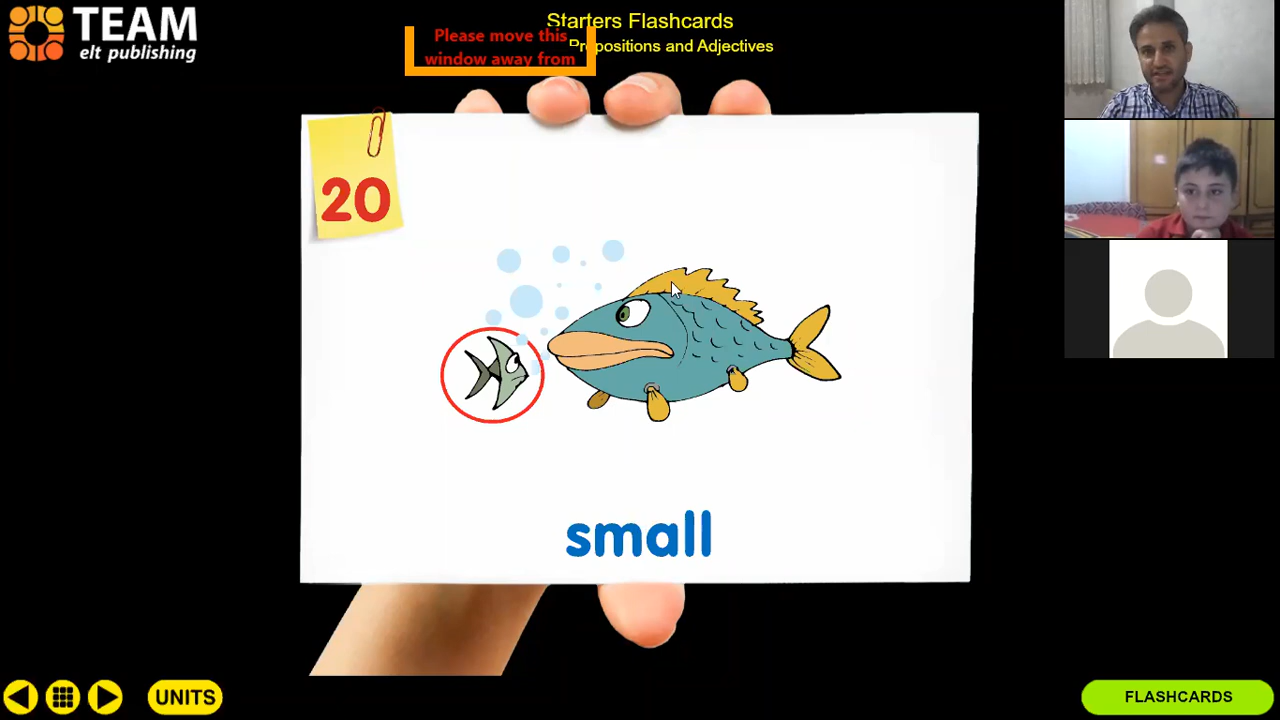 TEAM
elt publishing
Starters Flashcards
Prepositions and Adjectives
Please move this
window away from
20
small
UNITS
FLASHCARDS